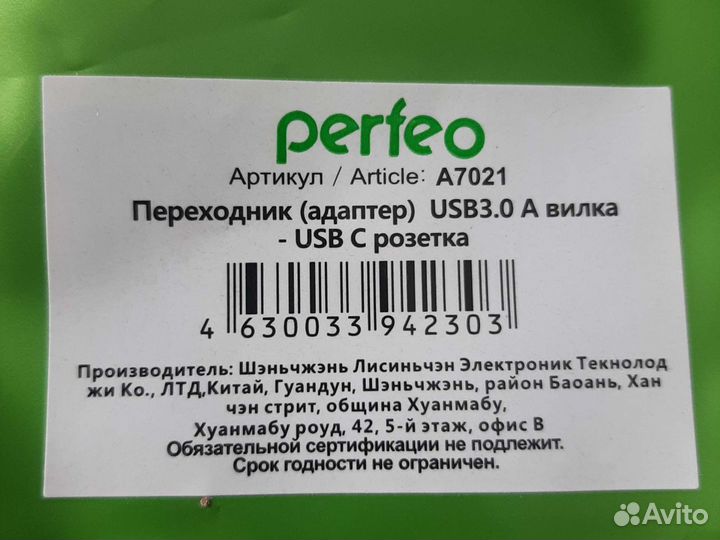 perfeo
Артикул / Article: A7021
Переходник (адаптер) USB3.0 A вилка
- USB C розетка
4 630033 942303
Производитель: Шэньчжэнь Лисиньчэн Электроник Текнолод
жи Ко., ЛТД,Китай, Гуандун, Шэньчжэнь, район Баоань, Хан
чэн стрит, община Хуанмабу,
Хуанмабу роуд, 42, 5-й этаж, офис В
Обязательной сертификации не подлежит.
Срок годности не ограничен.
Avito